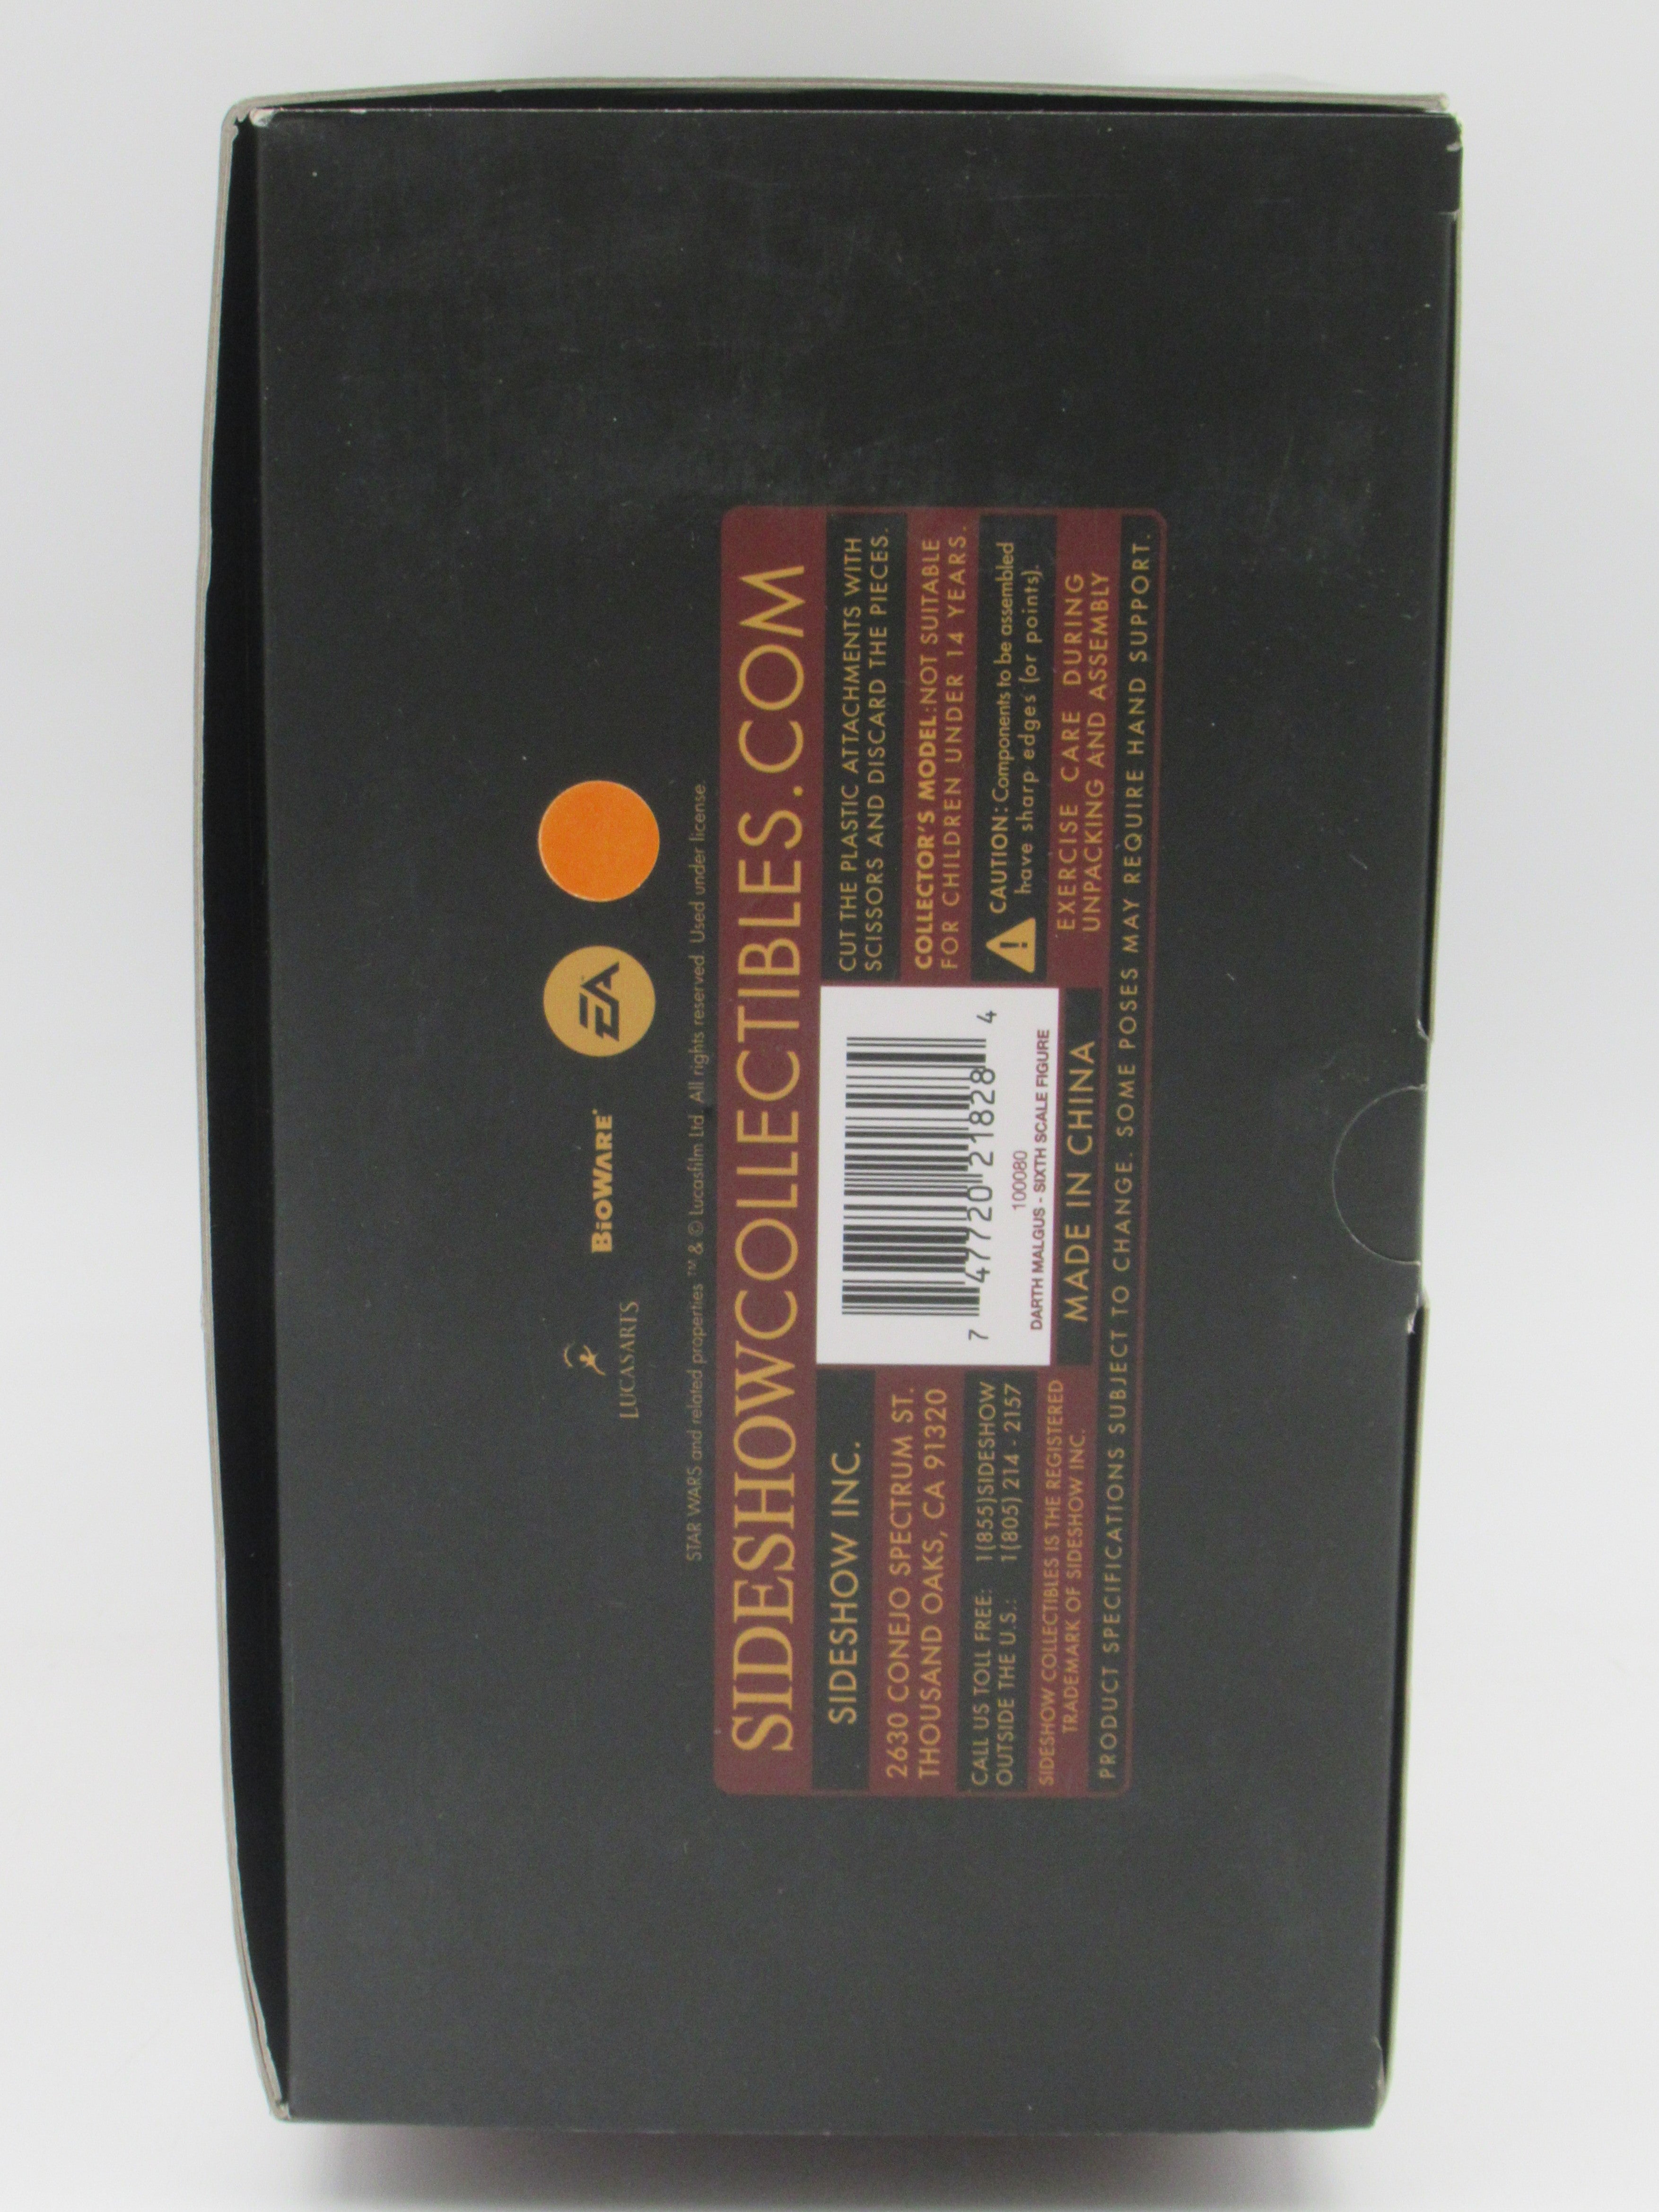 LUCASARTS
BIOWARE
EA
STAR WARS and related properties ™ & © Lucasfilm Ltd. All rights reserved. Used under license.
SIDESHOWCOLLECTIBLES.COM
SIDESHOW INC.
2630 CONEJO SPECTRUM ST.
THOUSAND OAKS, CA 91320
CALL US TOLL FREE: 1(855)SIDESHOW
OUTSIDE THE U.S.: 1(805) 214 - 2157
SIDESHOW COLLECTIBLES IS THE REGISTERED
TRADEMARK OF SIDESHOW INC.
7 47720 21828 4
100080
DARTH MALGUS - SIXTH SCALE FIGURE
MADE IN CHINA
CUT THE PLASTIC ATTACHMENTS WITH
SCISSORS AND DISCARD THE PIECES.
COLLECTOR'S MODEL:NOT SUITABLE
FOR CHILDREN UNDER 14 YEARS.
CAUTION: Components to be assembled
have sharp edges (or points).
EXERCISE CARE DURING
UNPACKING AND ASSEMBLY
PRODUCT SPECIFICATIONS SUBJECT TO CHANGE. SOME POSES MAY REQUIRE HAND SUPPORT.